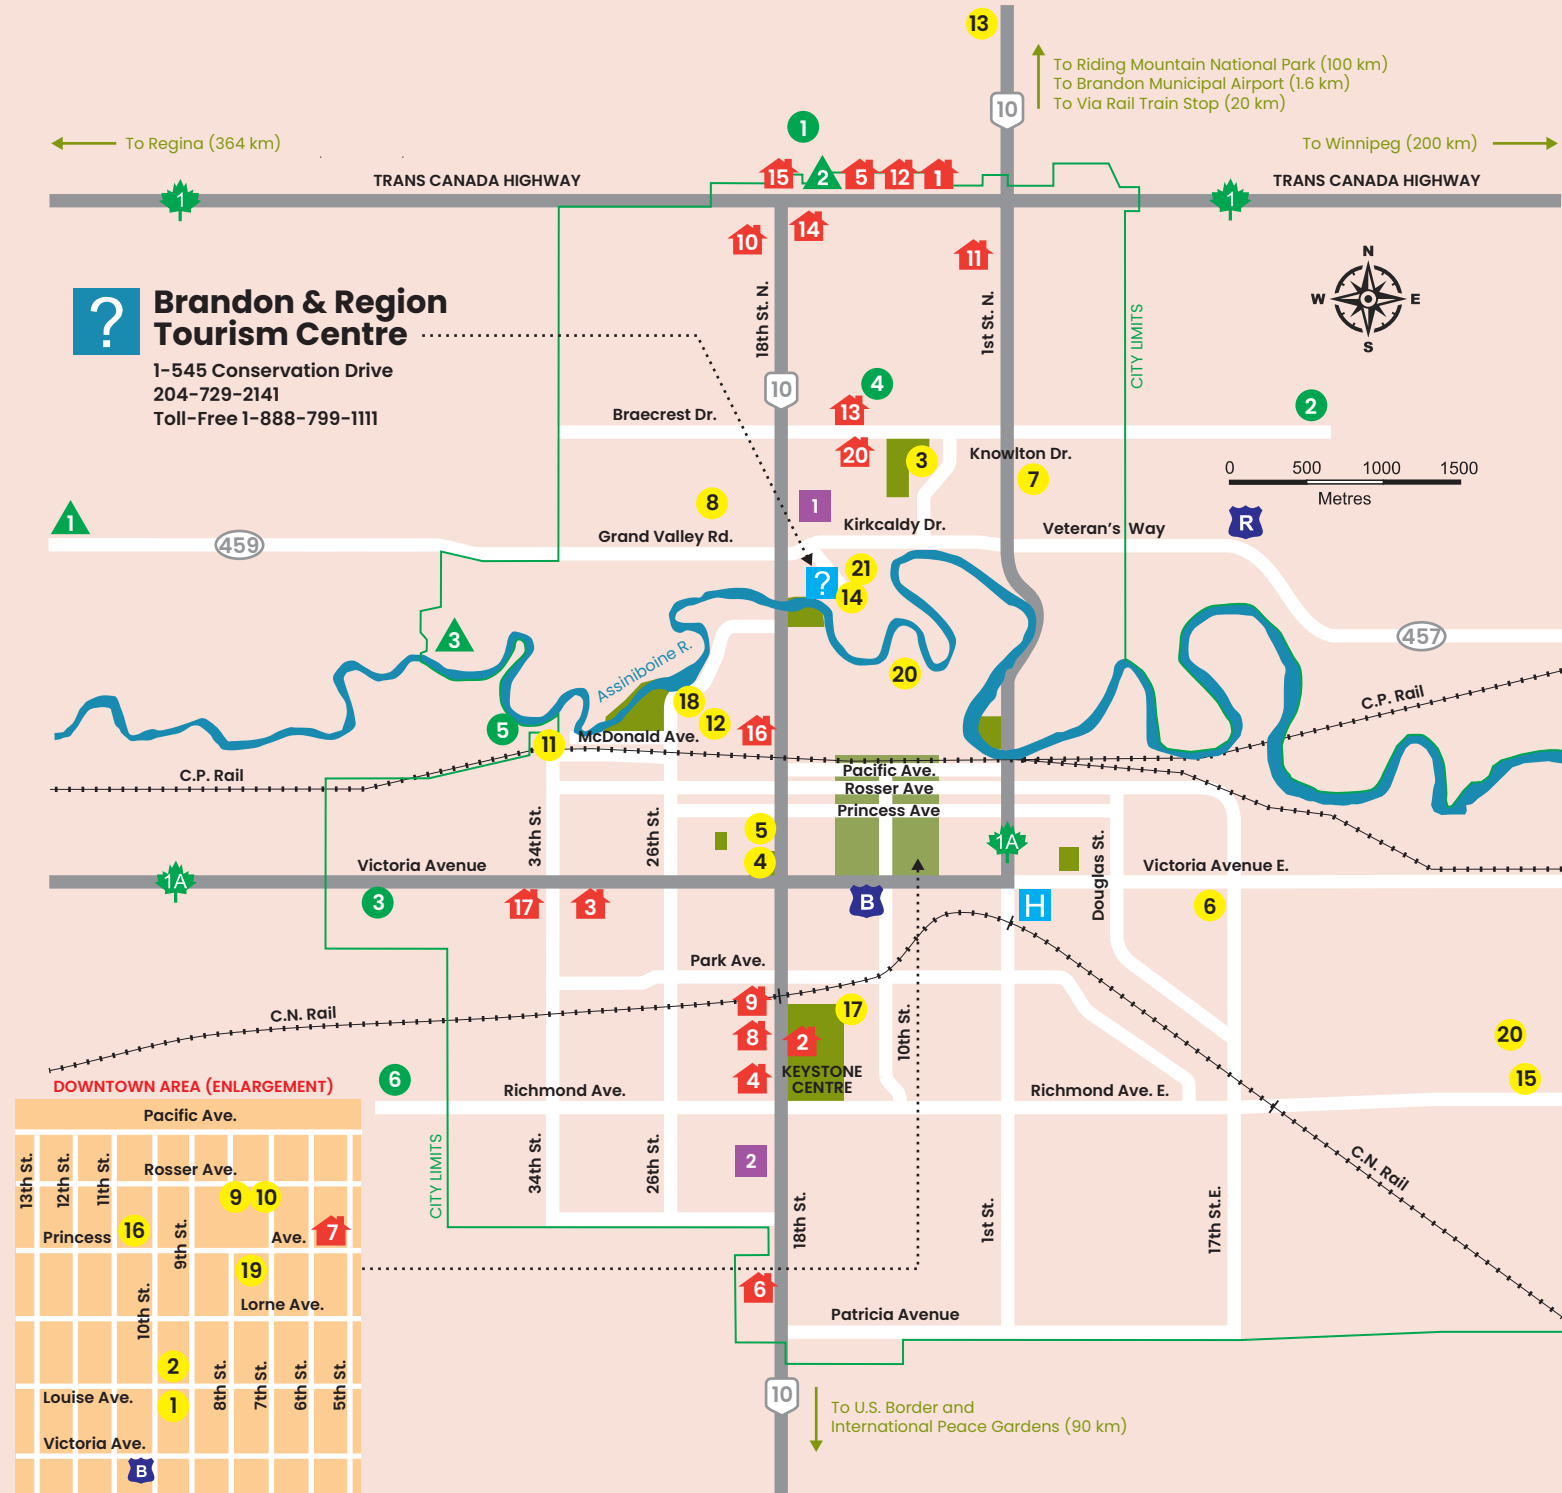 13
To Riding Mountain National Park (100 km)
To Brandon Municipal Airport (1.6 km)
To Via Rail Train Stop (20 km)
10
1
To Regina (364 km)
To Winnipeg (200 km)
TRANS CANADA HIGHWAY
15
2
5
12
1
TRANS CANADA HIGHWAY
1
1
10
14
11
N
W
E
S
?
Brandon & Region
Tourism Centre
1-545 Conservation Drive
204-729-2141
Toll-Free 1-888-799-1111
18th St. N.
1st St. N.
CITY LIMITS
10
4
13
2
Braecrest Dr.
20
3
Knowlton Dr.
7
0
500
1000
1500
Metres
8
1
1
R
Kirkcaldy Dr.
Veteran's Way
Grand Valley Rd.
459
?
21
14
3
457
Assiniboine R.
20
18
12
16
5
11
McDonald Ave.
C.P. Rail
C.P. Rail
Pacific Ave.
Rosser Ave
Princess Ave
34th St.
26th St.
5
4
1A
Douglas St.
Victoria Avenue
Victoria Avenue E.
1A
3
17
3
B
H
6
Park Ave.
C.N. Rail
9
17
8
2
10th St.
20
KEYSTONE
CENTRE
4
15
6
Richmond Ave.
Richmond Ave. E.
DOWNTOWN AREA (ENLARGEMENT)
Pacific Ave.
CITY LIMITS
34th St.
26th St.
2
18th St.
1st St.
17th St.E.
C.N. Rail
13th St.
12th St.
11th St.
Rosser Ave.
9
10
16
7
Princess
Ave.
9th St.
19
6
Lorne Ave.
10th St.
Patricia Avenue
2
8th St.
7th St.
6th St.
5th St.
Louise Ave.
1
Victoria Ave.
B
10
To U.S. Border and
International Peace Gardens (90 km)